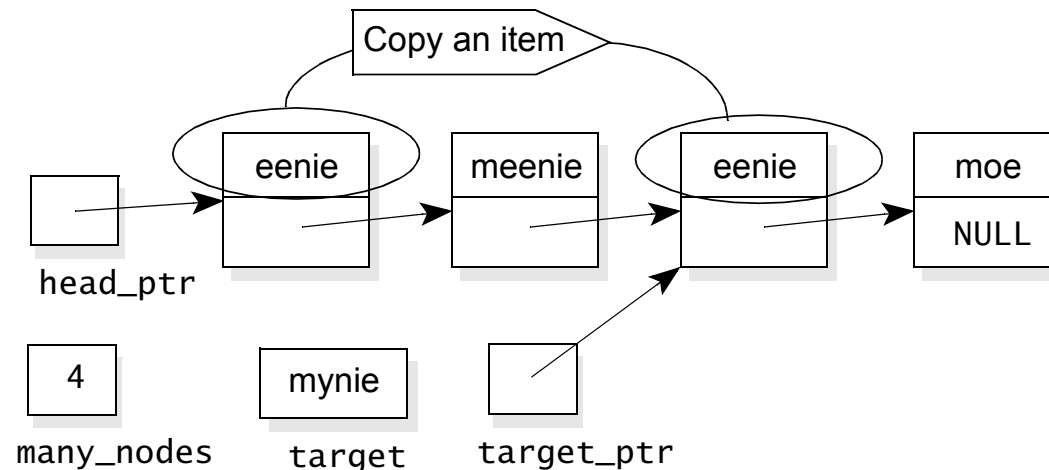 Copy an item
eenie
meenie
eenie
moe
NULL
head_ptr
4
mynie
many_nodes
target
target_ptr